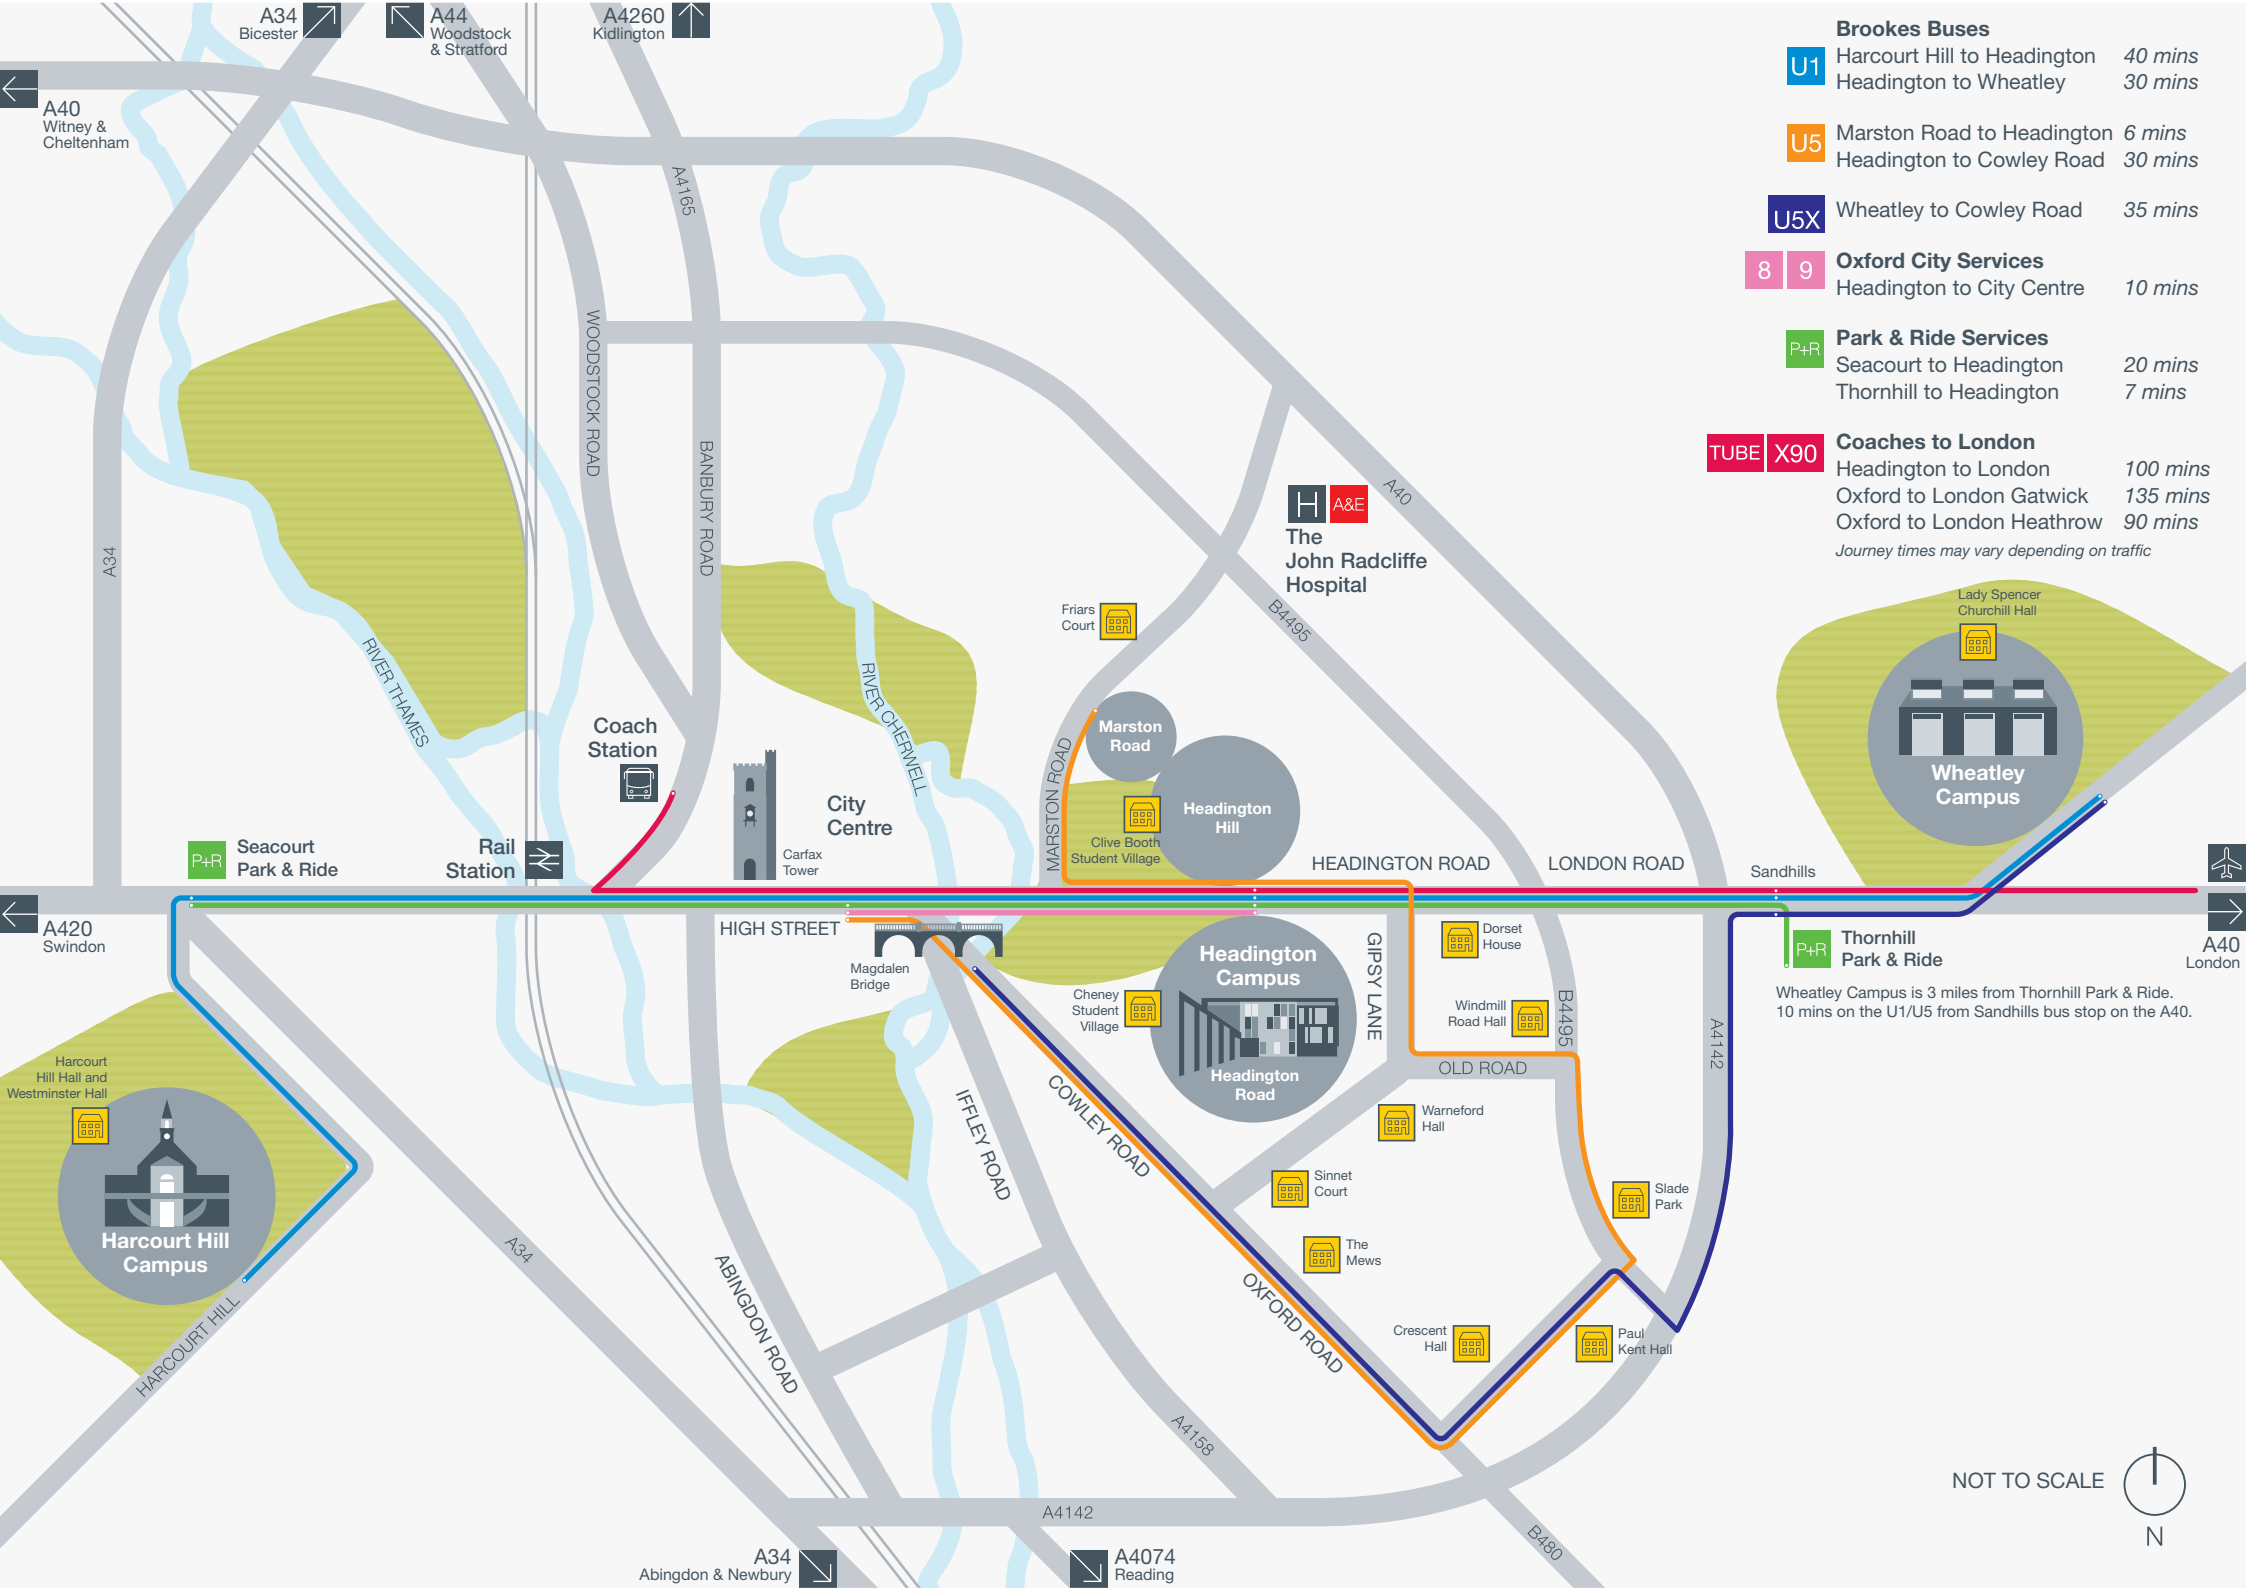 A34
Bicester
A44
Woodstock
& Stratford
A4260
Kidlington
A40
Witney &
Cheltenham
Brookes Buses
U1
Harcourt Hill to Headington 40 mins
Headington to Wheatley 30 mins
U5
Marston Road to Headington 6 mins
Headington to Cowley Road 30 mins
U5X
Wheatley to Cowley Road 35 mins
8 9
Oxford City Services
Headington to City Centre 10 mins
P+R
Park & Ride Services
Seacourt to Headington 20 mins
Thornhill to Headington 7 mins
TUBE X90
Coaches to London
Headington to London 100 mins
Oxford to London Gatwick 135 mins
Oxford to London Heathrow 90 mins
Journey times may vary depending on traffic
A4165
WOODSTOCK ROAD
BANBURY ROAD
A34
A40
H A&E
The
John Radcliffe
Hospital
B4495
Friars
Court
Lady Spencer
Churchill Hall
Wheatley
Campus
RIVER THAMES
RIVER CHERWELL
Coach
Station
City
Centre
Carfax
Tower
Marston
Road
MARSTON ROAD
Headington
Hill
Clive Booth
Student Village
P+R
Seacourt
Park & Ride
Rail
Station
HEADINGTON ROAD
LONDON ROAD
Sandhills
A420
Swindon
HIGH STREET
Magdalen
Bridge
Headington
Campus
Headington
Road
Cheney
Student
Village
GIPSY LANE
Dorset
House
Windmill
Road Hall
B4495
OLD ROAD
A4142
P+R
Thornhill
Park & Ride
A40
London
Wheatley Campus is 3 miles from Thornhill Park & Ride.
10 mins on the U1/U5 from Sandhills bus stop on the A40.
Harcourt
Hill Hall and
Westminster Hall
Harcourt Hill
Campus
HARCOURT HILL
A34
ABINGDON ROAD
IFFLEY ROAD
COWLEY ROAD
OXFORD ROAD
Warneford
Hall
Sinnet
Court
The
Mews
Slade
Park
Crescent
Hall
Paul
Kent Hall
A4158
A4142
B480
A34
Abingdon & Newbury
A4074
Reading
NOT TO SCALE
N